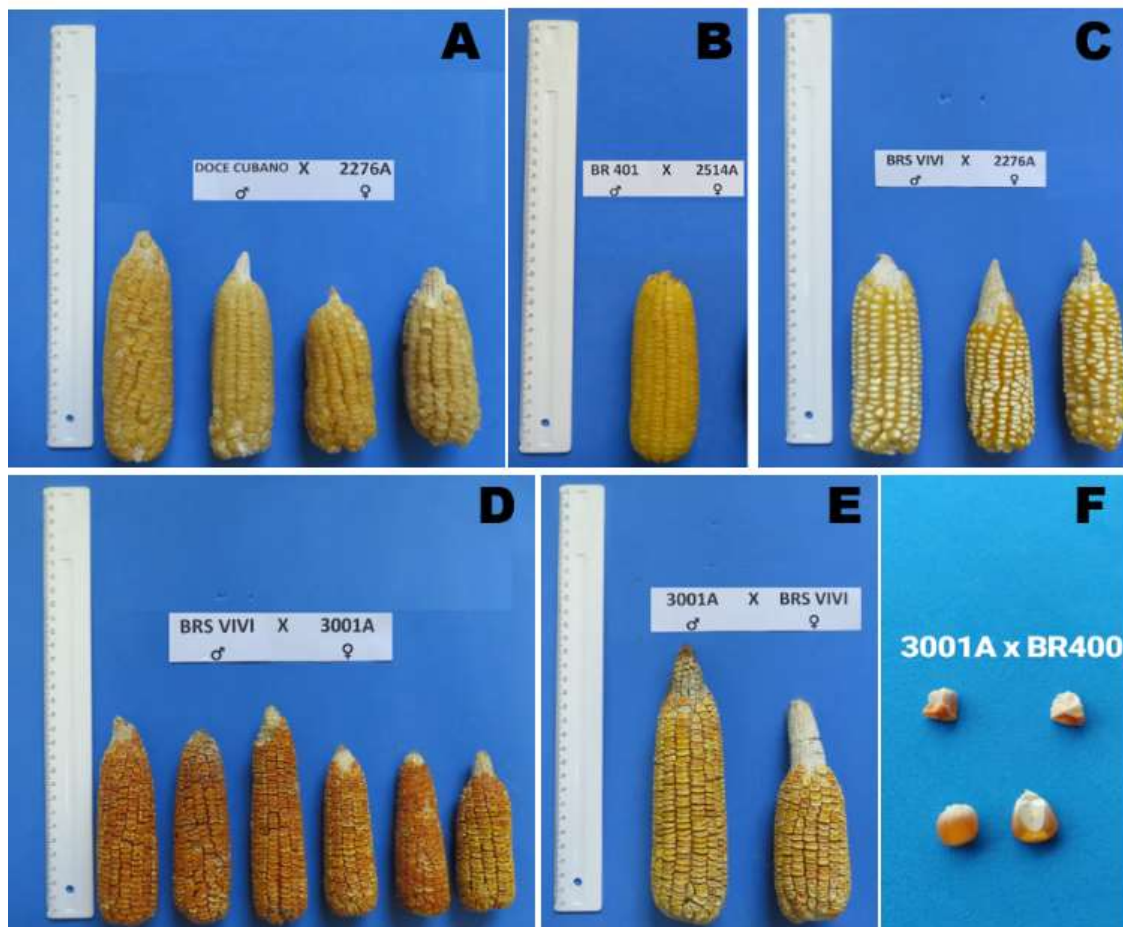 A
DOCE CUBANO X 2276A
♂ ♀
B
BR 401 X 2514A
♂ ♀
C
BRS VIVI X 2276A
♂ ♀
D
BRS VIVI X 3001A
♂ ♀
E
3001A X BRS VIVI
♂ ♀
F
3001A x BR400